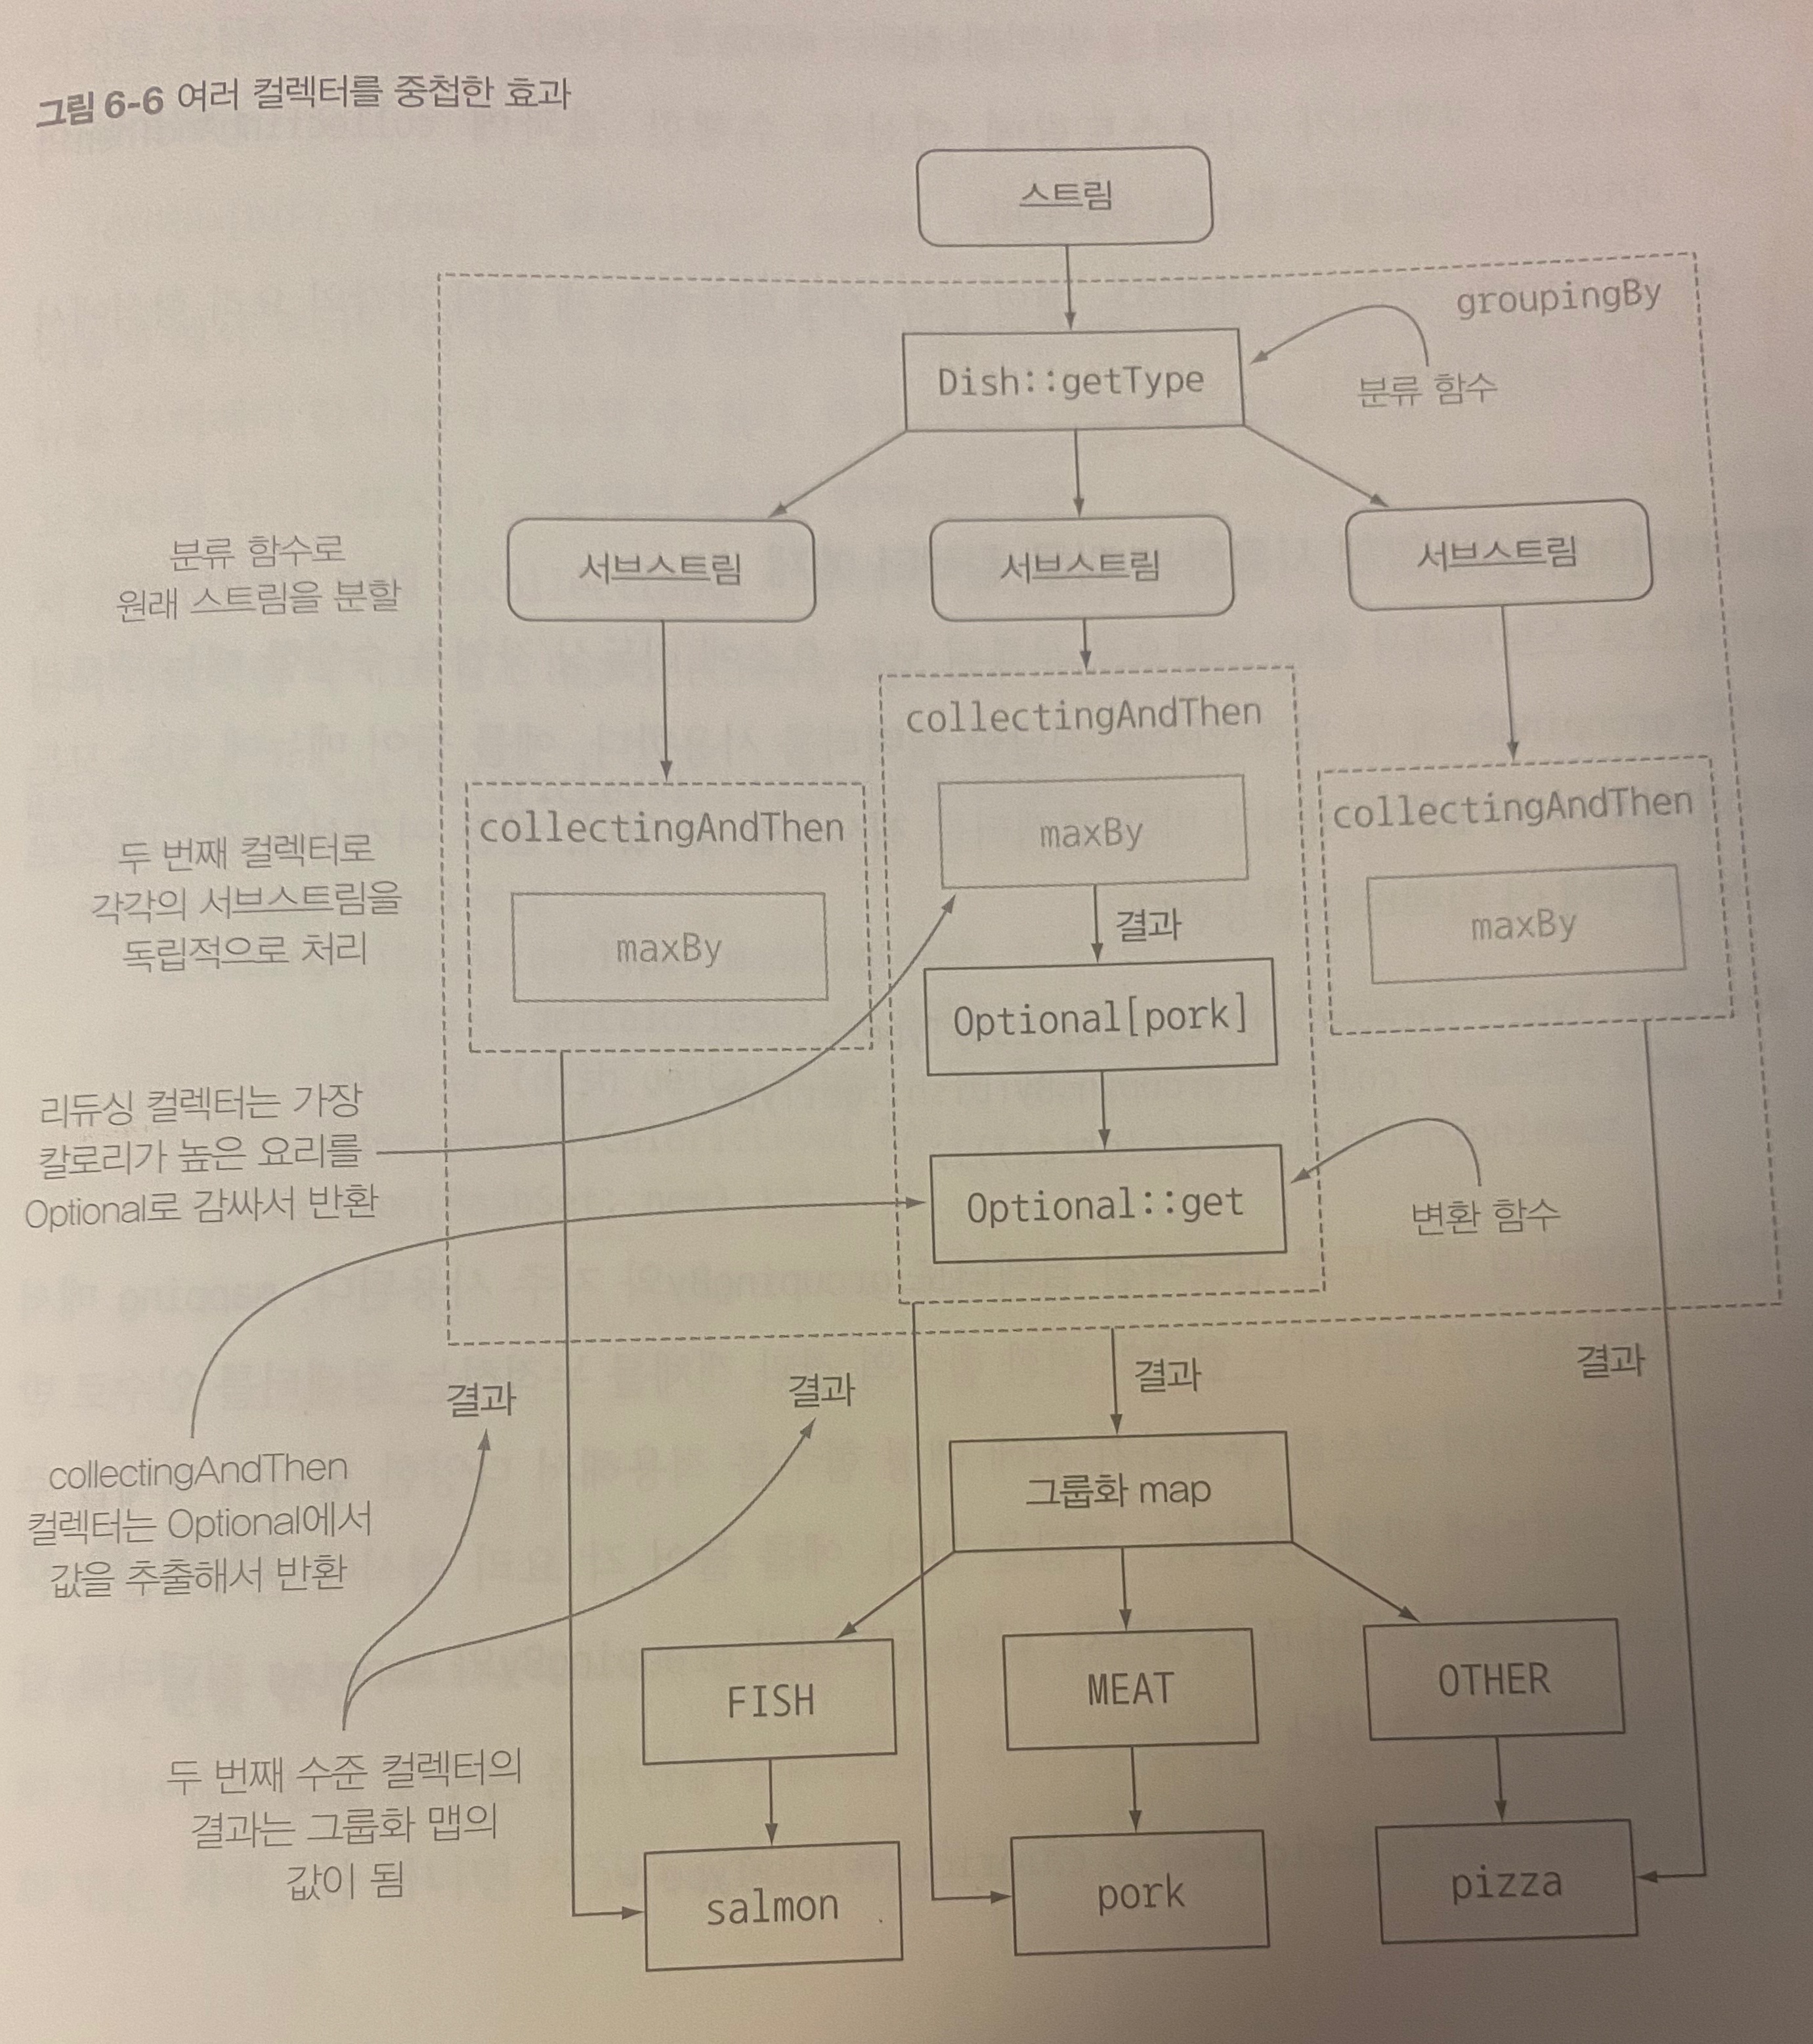 그림 6-6 여러 컬렉터를 중첩한 효과
스트림
groupingBy
Dish::getType
분류 함수
분류 함수로
원래 스트림을 분할
서브스트림
서브스트림
서브스트림
두 번째 컬렉터로
각각의 서브스트림을
독립적으로 처리
collectingAndThen
maxBy
collectingAndThen
maxBy
결과
Optional[pork]
Optional::get
collectingAndThen
maxBy
리듀싱 컬렉터는 가장
칼로리가 높은 요리를
Optional로 감싸서 반환
변환 함수
결과
결과
결과
결과
collectingAndThen
컬렉터는 Optional에서
값을 추출해서 반환
그룹화 map
FISH
MEAT
OTHER
두 번째 수준 컬렉터의
결과는 그룹화 맵의
값이 됨
salmon
pork
pizza